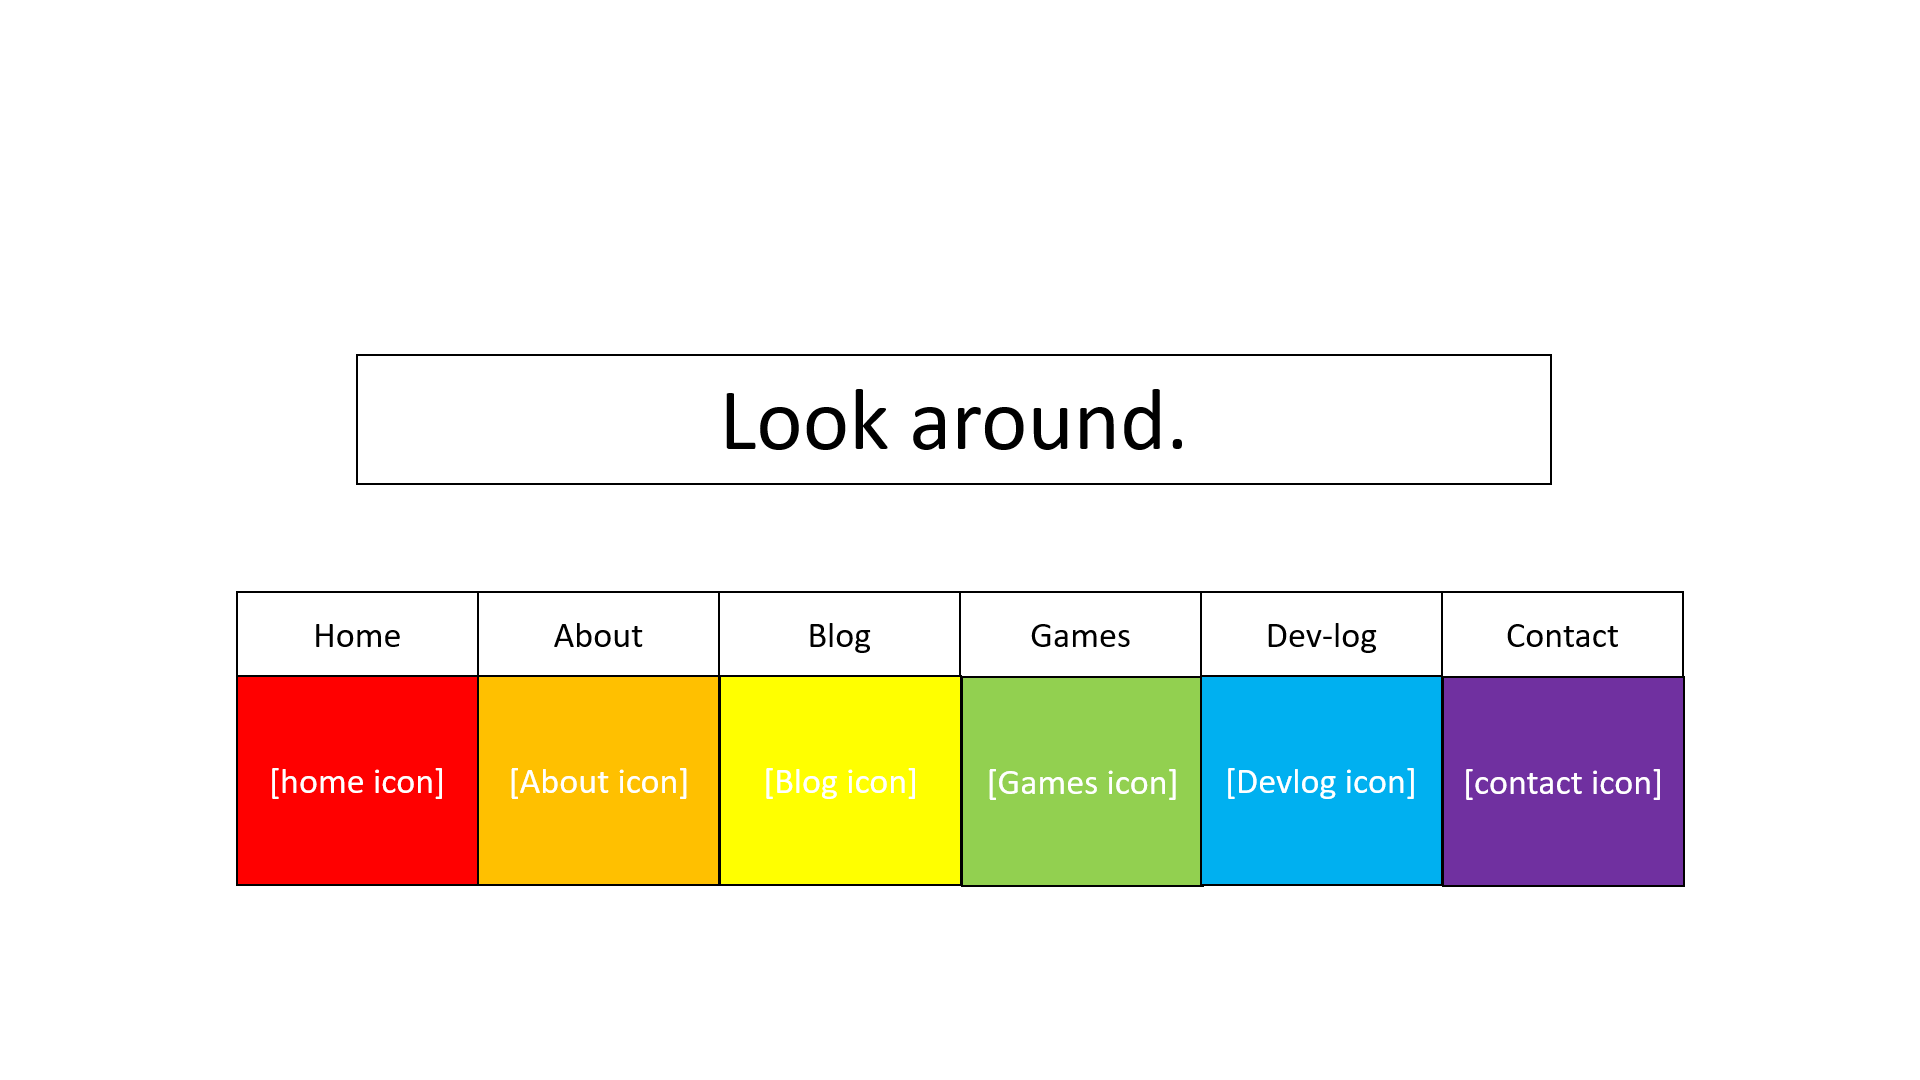 Look around.
Home About Blog Games Dev-log Contact
[home icon] [About icon] [Blog icon] [Games icon] [Devlog icon] [contact icon]